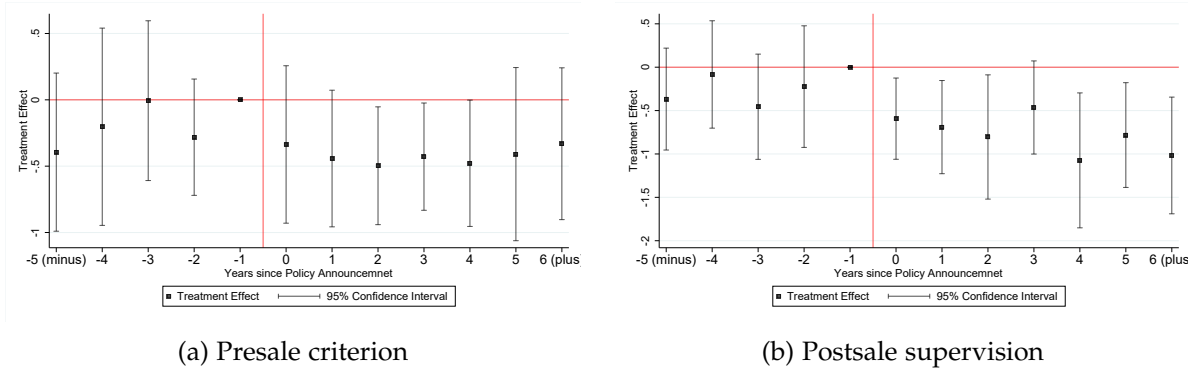 .5
0
-.5
-1
Treatment Effect
-5 (minus) -4 -3 -2 -1 0 1 2 3 4 5 6 (plus)
Years since Policy Announcemnet
Treatment Effect 95% Confidence Interval
(a) Presale criterion
.5
0
-.5
-1
-1.5
-2
Treatment Effect
-5 (minus) -4 -3 -2 -1 0 1 2 3 4 5 6 (plus)
Years since Policy Announcemnet
Treatment Effect 95% Confidence Interval
(b) Postsale supervision